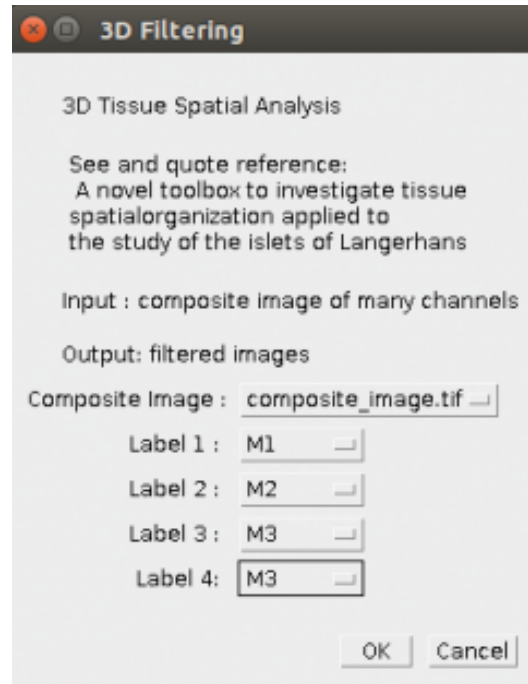 3D Filtering
3D Tissue Spatial Analysis
See and quote reference:
A novel toolbox to investigate tissue
spatialorganization applied to
the study of the islets of Langerhans
Input : composite image of many channels
Output: filtered images
Composite Image : composite_image.tif
Label 1 : M1
Label 2 : M2
Label 3 : M3
Label 4: M3
OK Cancel